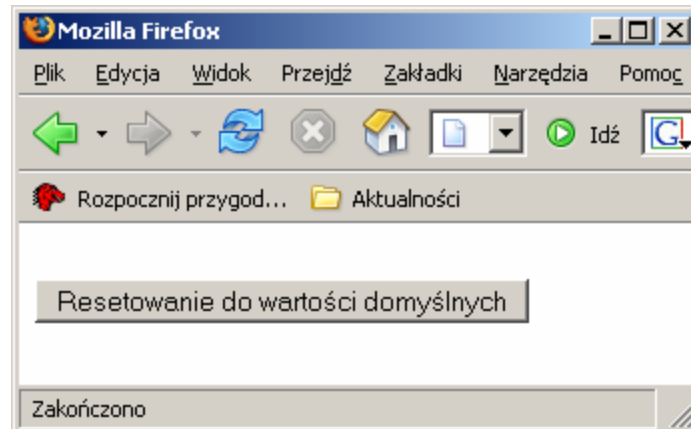 Mozilla Firefox
Plik Edycja Widok Przejdź Zakładki Narzędzia Pomoc
Idź G
Rozpocznij przygod... Aktualności
Resetowanie do wartości domyślnych
Zakończono